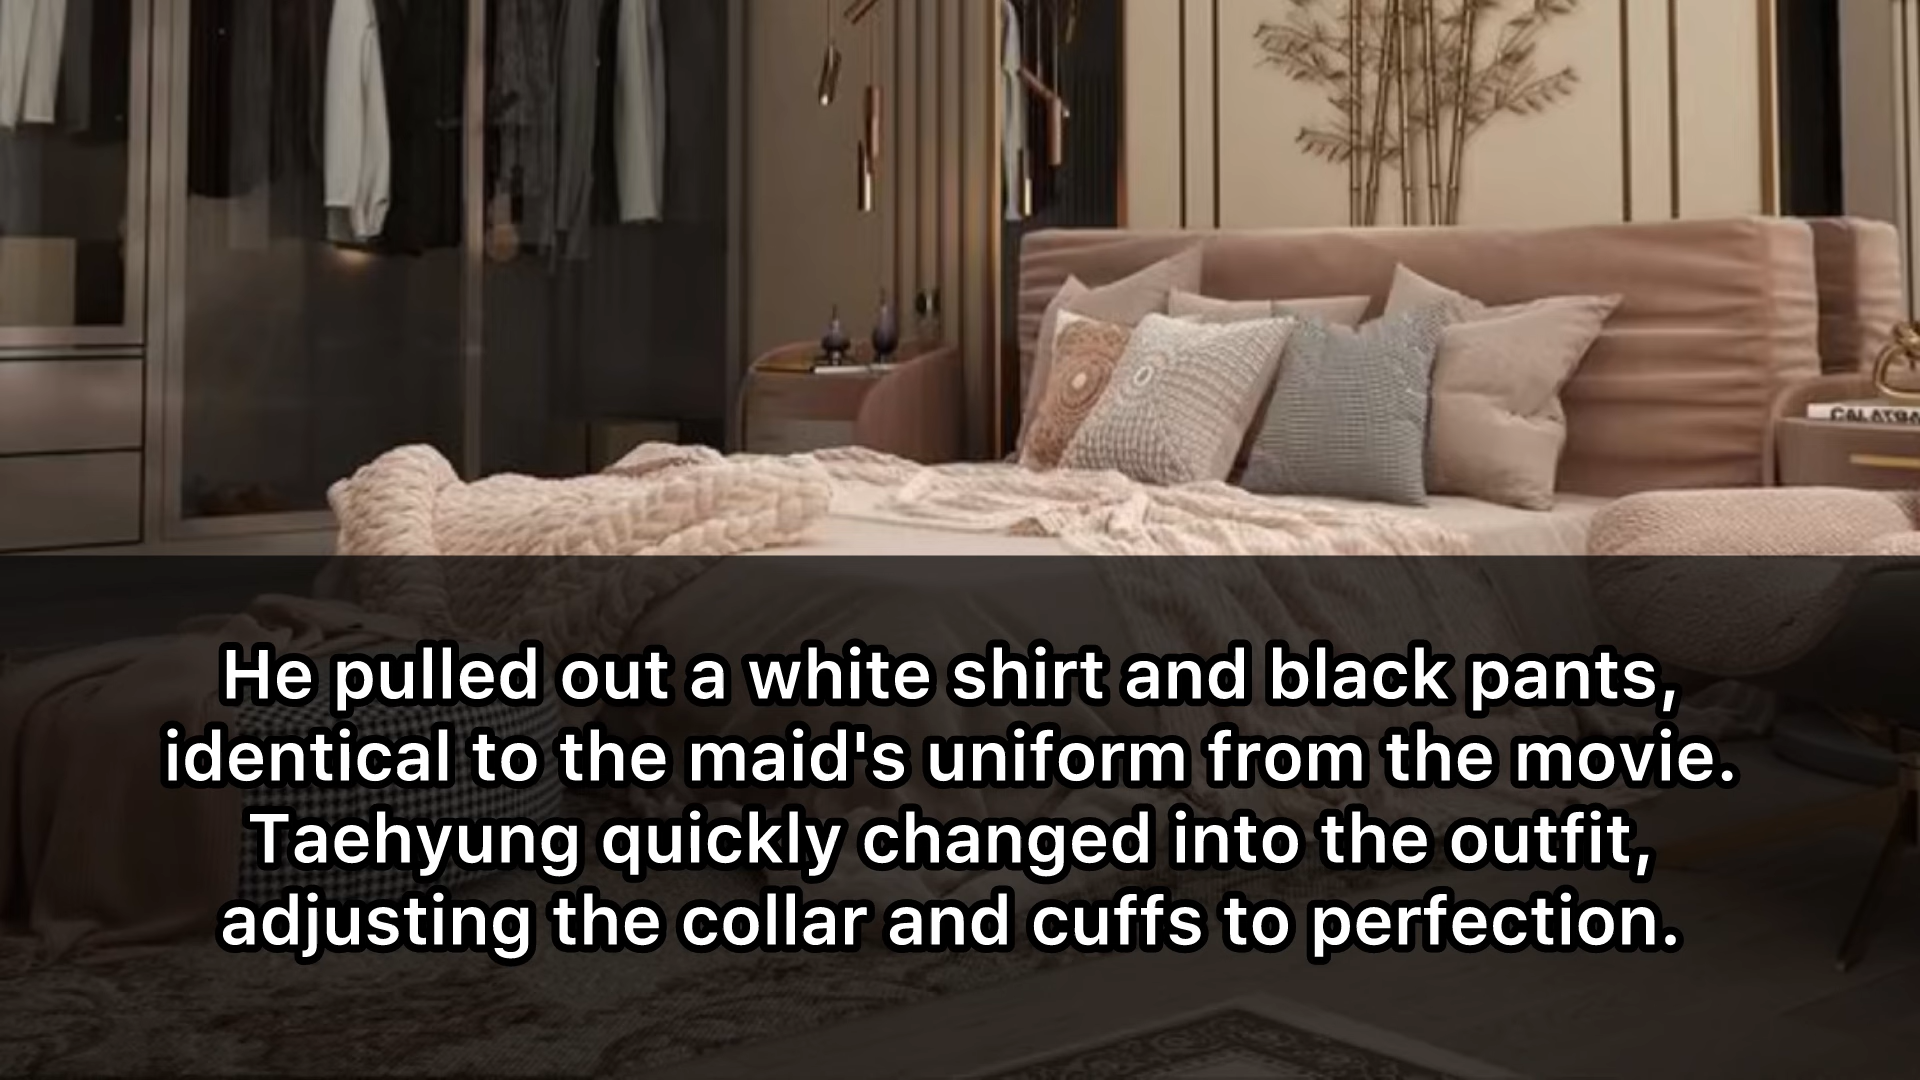 CALATRA
He pulled out a white shirt and black pants,
identical to the maid's uniform from the movie.
Taehyung quickly changed into the outfit,
adjusting the collar and cuffs to perfection.